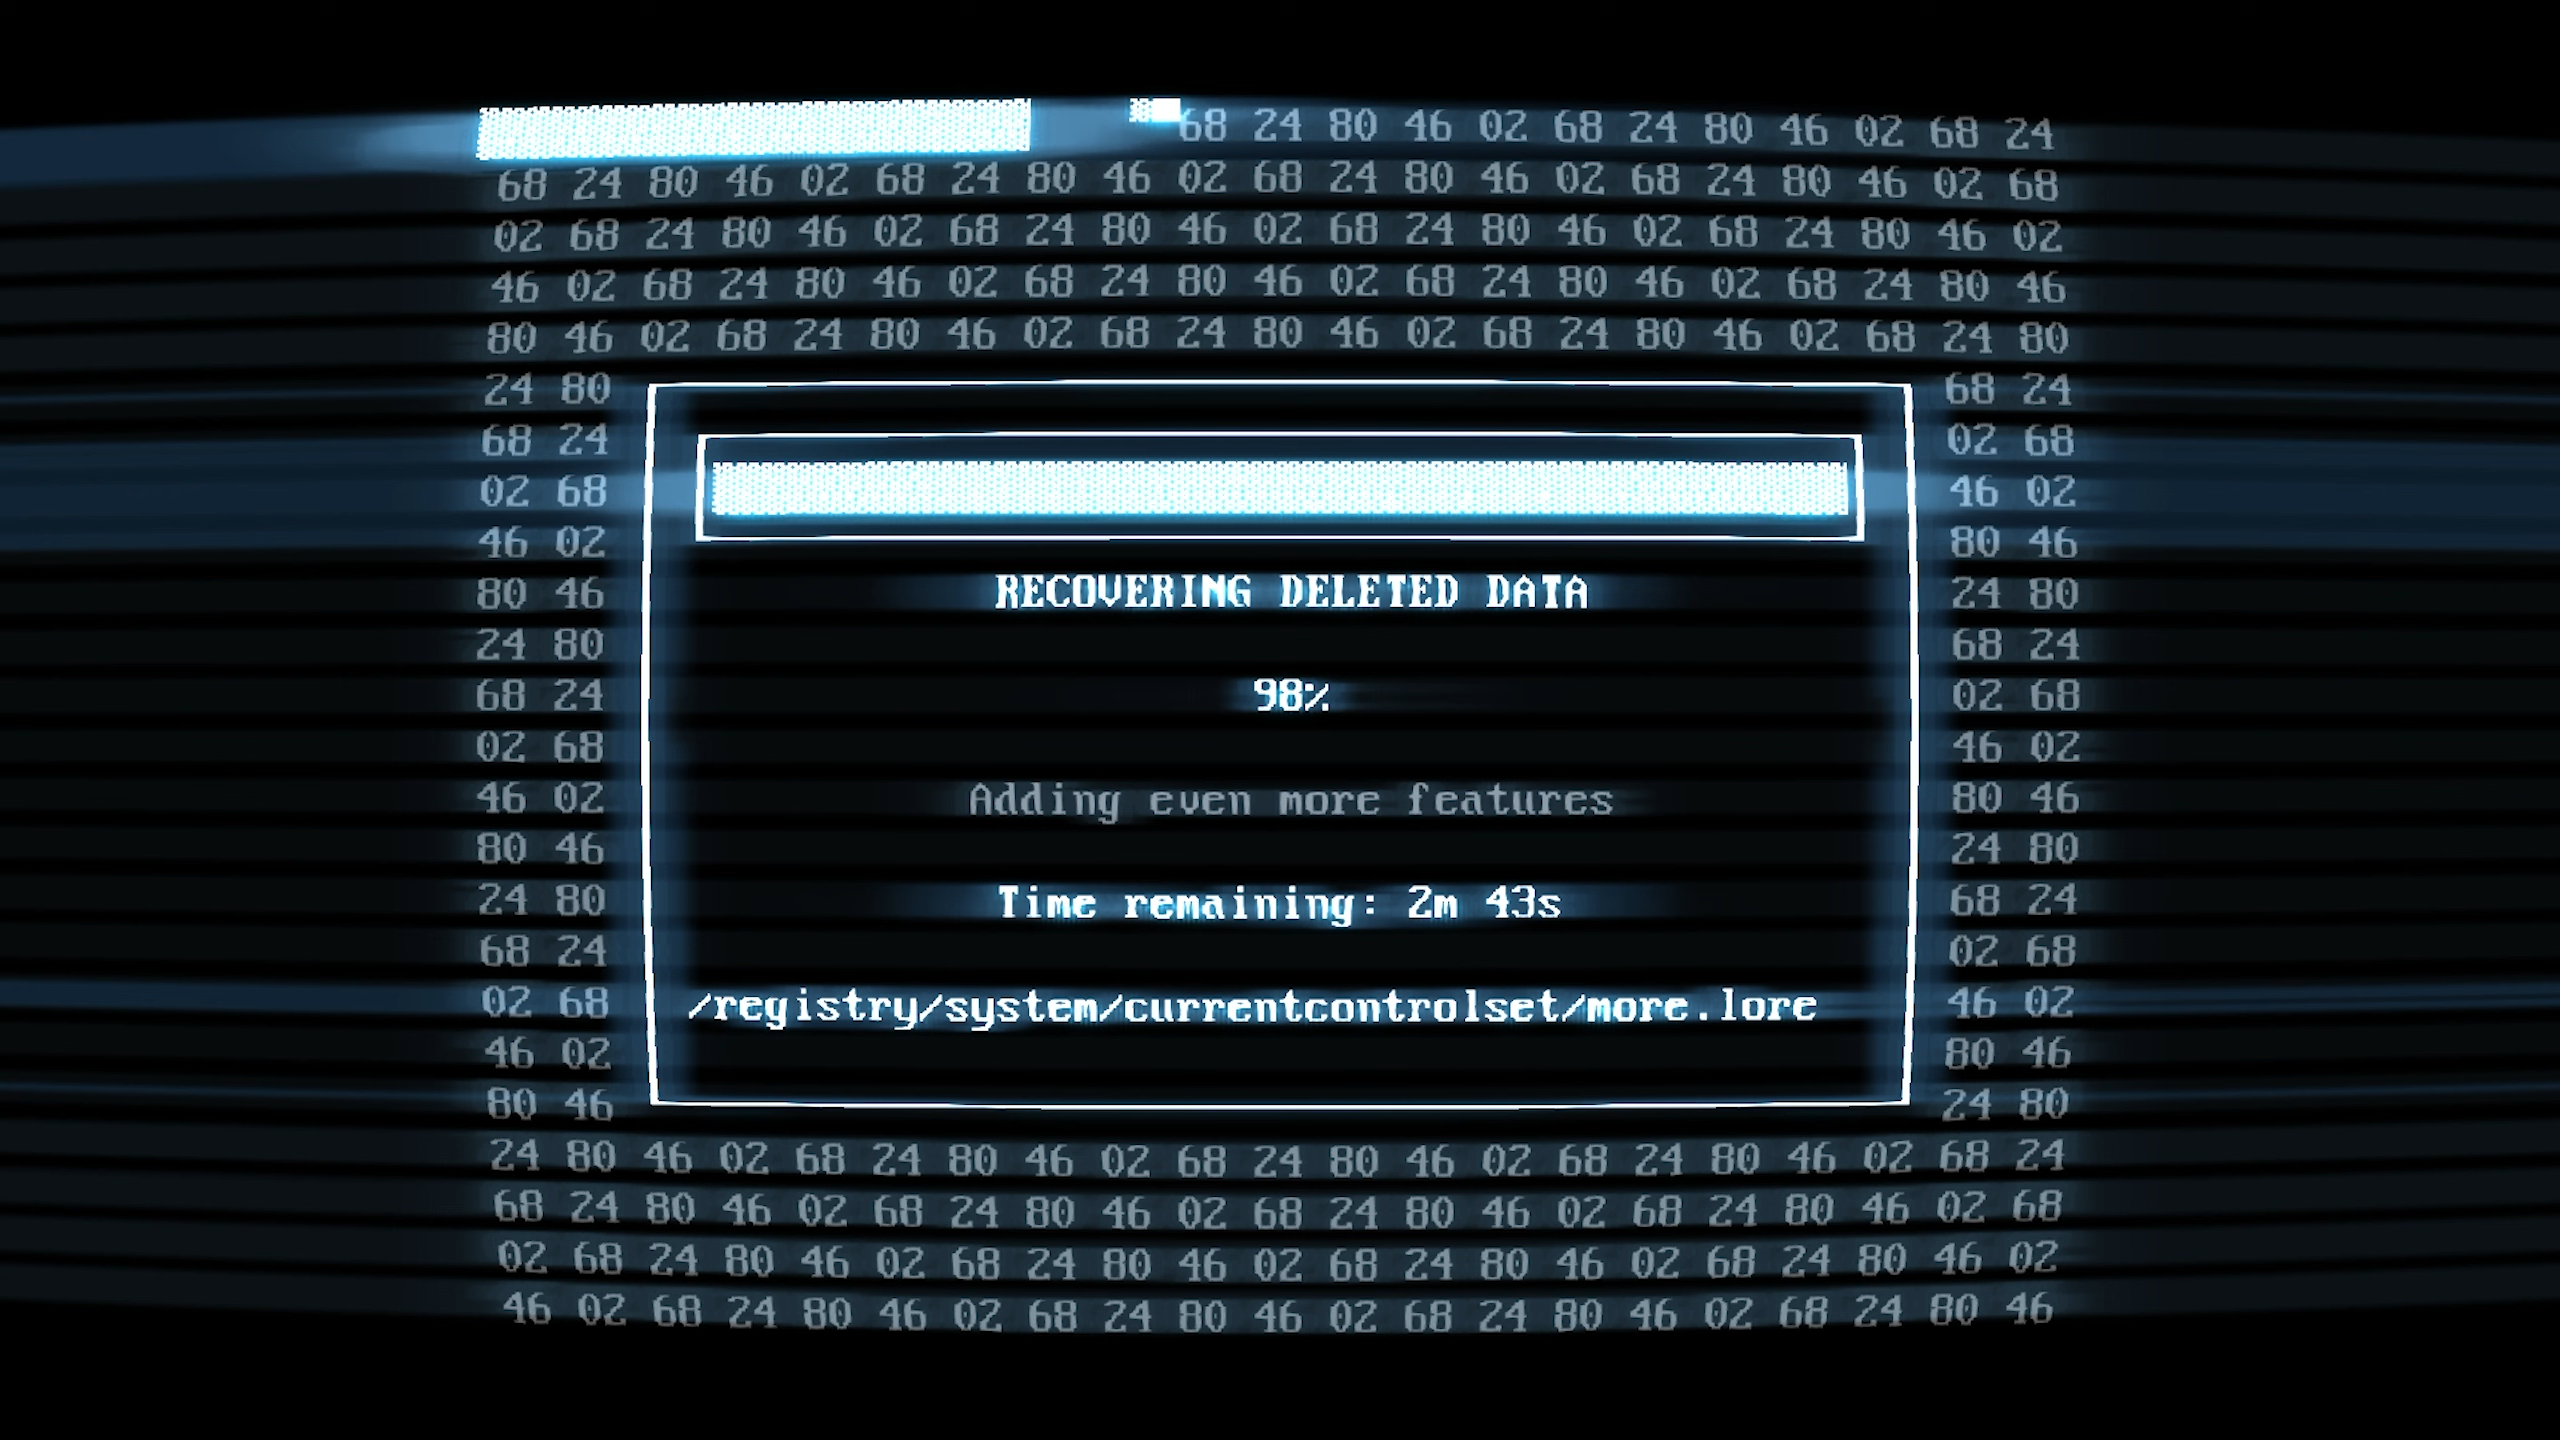 68 24 80 46 02 68 24 80 46 02 68 24
68 24 80 46 02 68 24 80 46 02 68 24 80 46 02 68 24 80 46 02 68
02 68 24 80 46 02 68 24 80 46 02 68 24 80 46 02 68 24 80 46 02
46 02 68 24 80 46 02 68 24 80 46 02 68 24 80 46 02 68 24 80 46
80 46 02 68 24 80 46 02 68 24 80 46 02 68 24 80 46 02 68 24 80
24 80 68 24
68 24 02 68
02 68 46 02
46 02 80 46
80 46 RECOVERING DELETED DATA 24 80
24 80 68 24
68 24 98% 02 68
02 68 46 02
46 02 Adding even more features 80 46
80 46 24 80
24 80 Time remaining: 2m 43s 68 24
68 24 02 68
02 68 /registry/system/currentcontrolset/more.lore 46 02
46 02 80 46
80 46 24 80
24 80 46 02 68 24 80 46 02 68 24 80 46 02 68 24 80 46 02 68 24
68 24 80 46 02 68 24 80 46 02 68 24 80 46 02 68 24 80 46 02 68
02 68 24 80 46 02 68 24 80 46 02 68 24 80 46 02 68 24 80 46 02
46 02 68 24 80 46 02 68 24 80 46 02 68 24 80 46 02 68 24 80 46